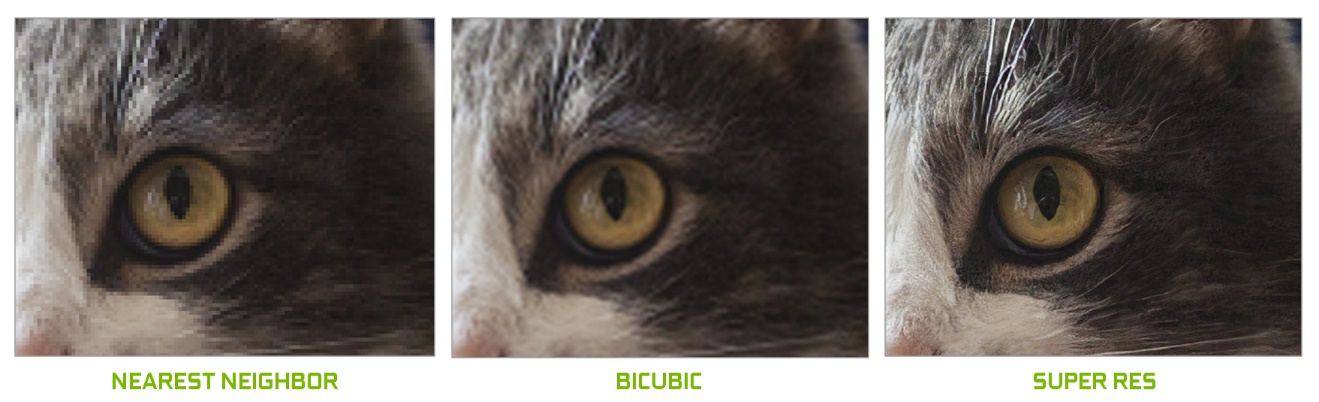 NEAREST NEIGHBOR
BICUBIC
SUPER RES